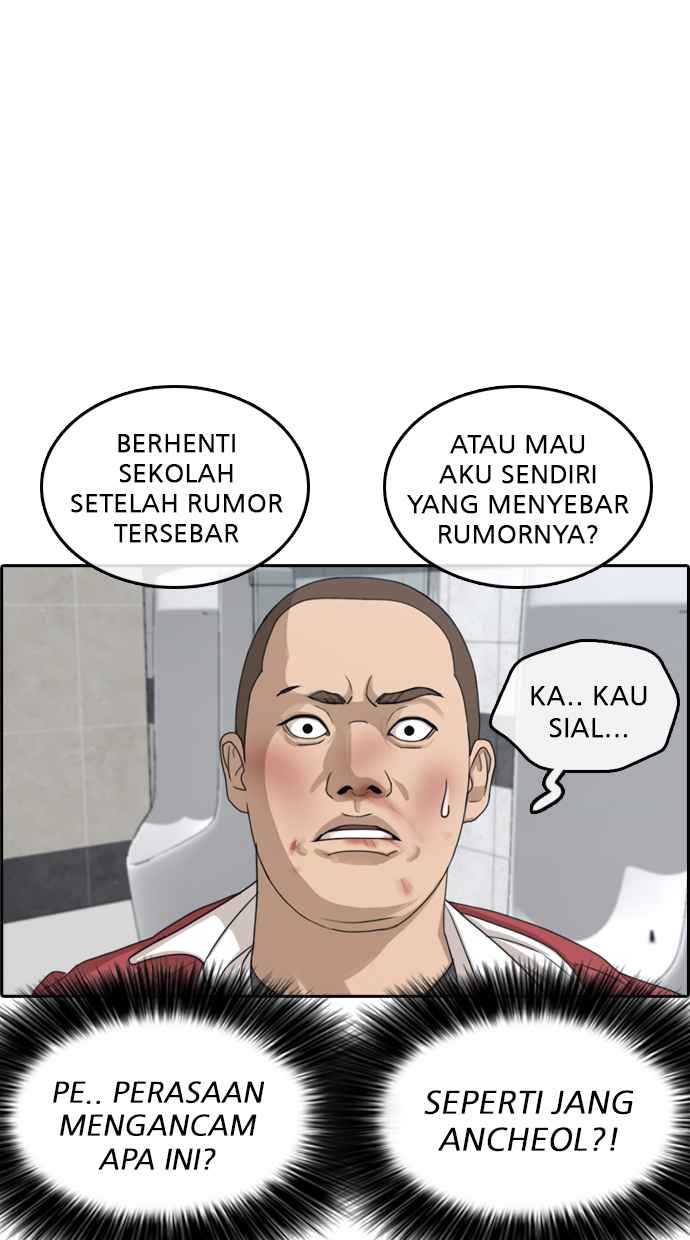 BERHENTI
SEKOLAH
SETELAH RUMOR
TERSEBAR
ATAU MAU
AKU SENDIRI
YANG MENYEBAR
RUMORNYA?
KA.. KAU
SIAL...
PE.. PERASAAN
MENGANCAM
APA INI?
SEPERTI JANG
ANCHEOL?!